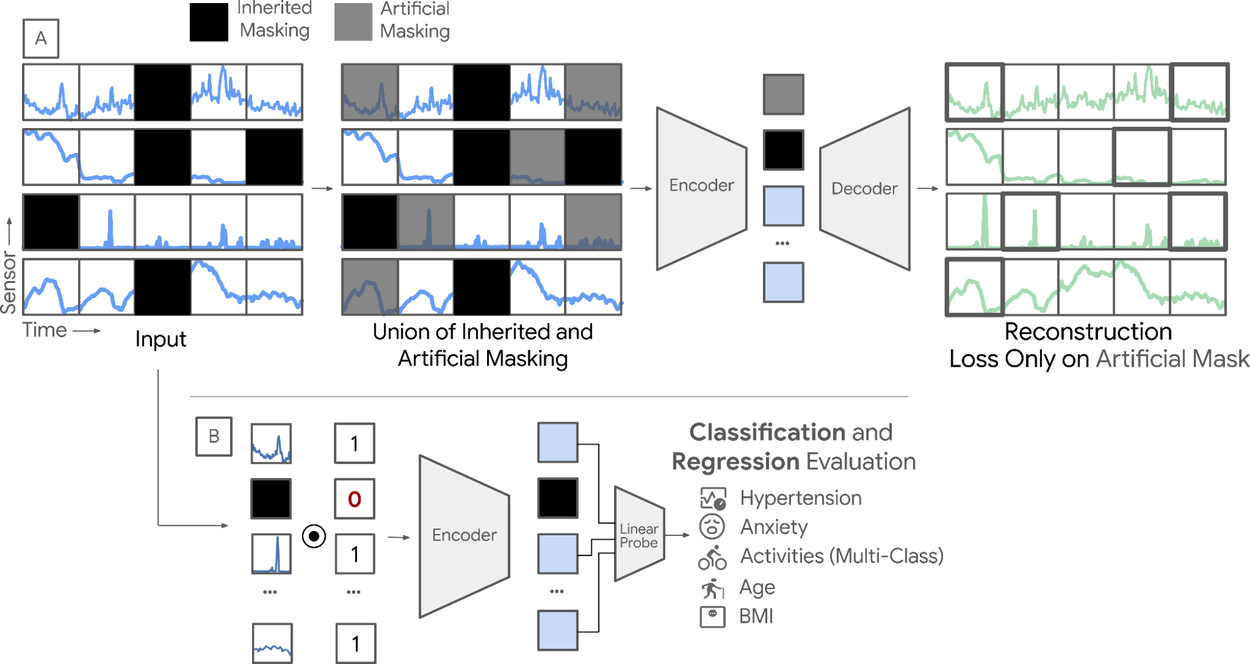 Inherited
Masking
Artificial
Masking
A
Sensor
Time
Input
Union of Inherited and
Artificial Masking
Encoder
...
Decoder
Reconstruction
Loss Only on Artificial Mask
B
1
0
1
...
...
1
Encoder
...
Linear
Probe
Classification and
Regression Evaluation
Hypertension
Anxiety
Activities (Multi-Class)
Age
BMI